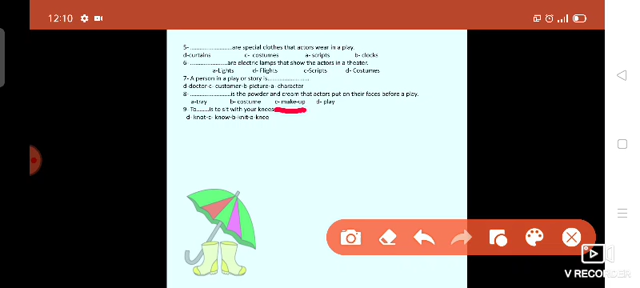 12:10
5- ........................are special clothes that actors wear in a play.
d-curtains c- costumes a- scripts b- clocks
6 ........................are electric lamps that show the actors in a theater.
a-Lights d- Flights c-Scripts d- Costumes
7- A person in a play or story is........................
d doctor-c- customer-b- picture-a- character
8 ........................is the powder and cream that actors put on their faces before a play.
a-tray b- costume c- make-up d- play
9 To.......is to sit with your knees
d- knot-c- know-b-knit-a-knee
V RECORDER